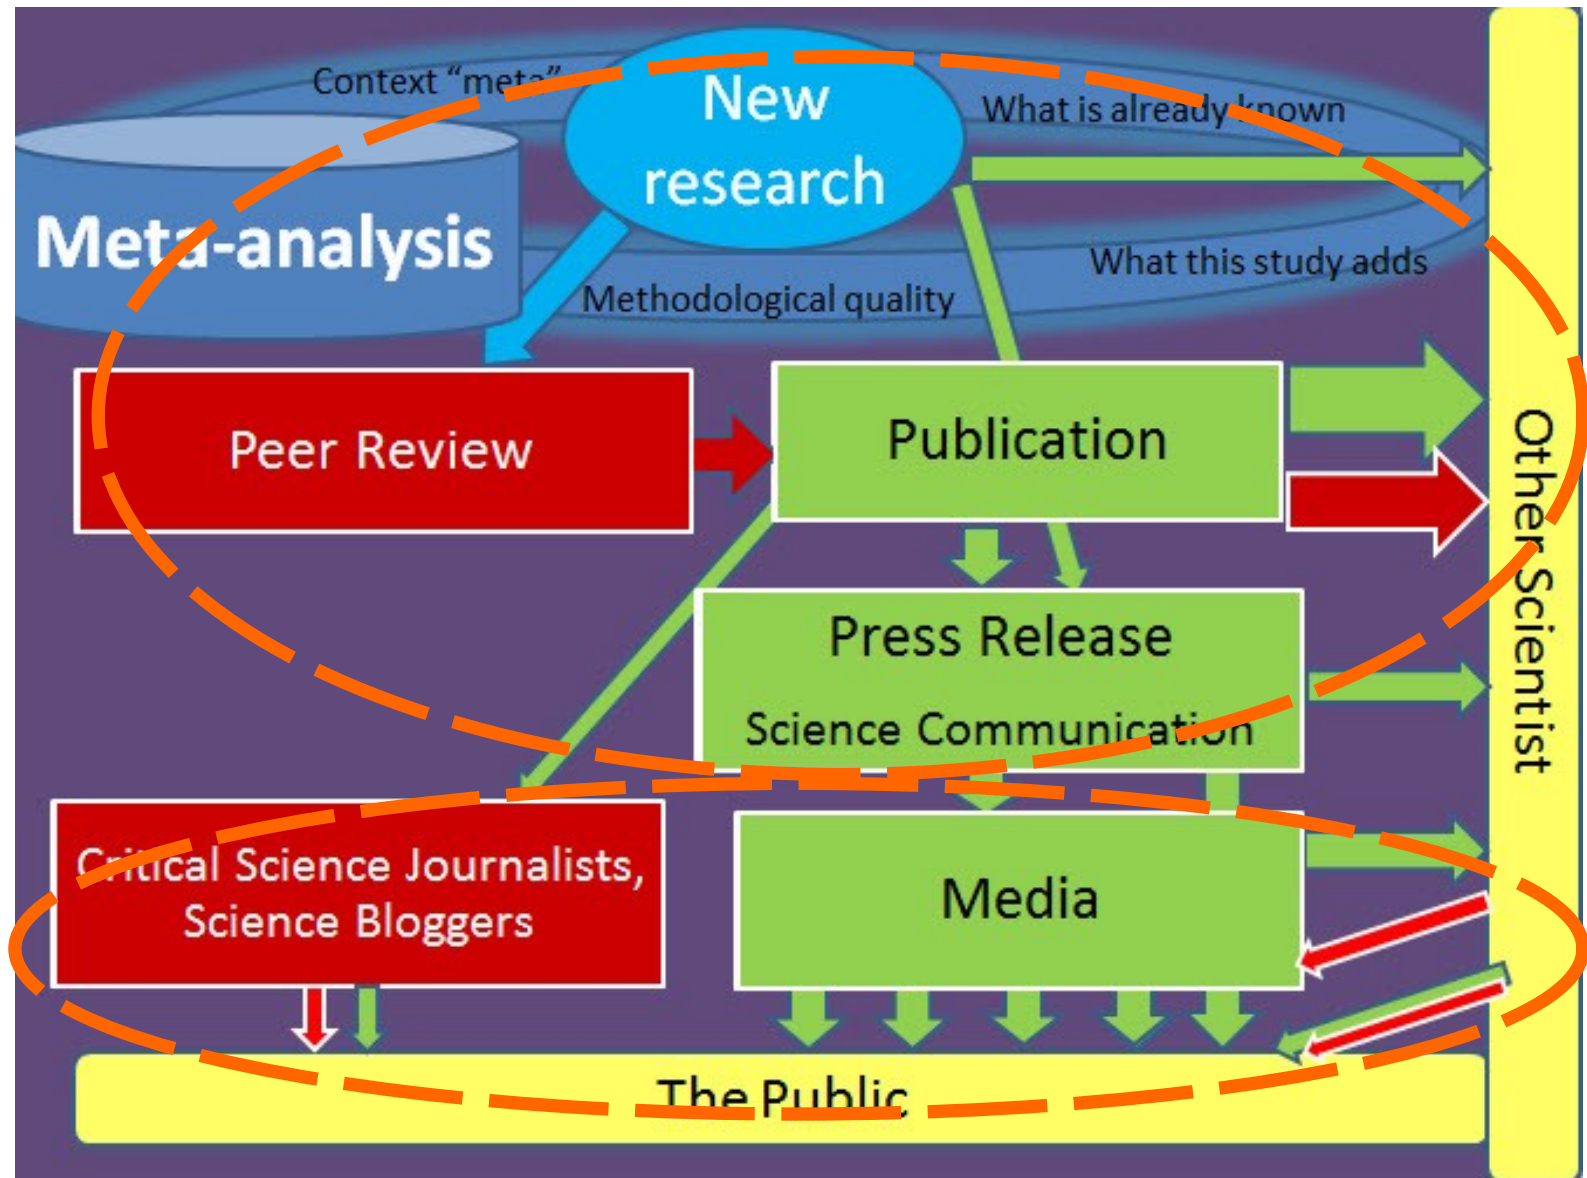 Context “meta”
New
research
What is already known
Meta-analysis
What this study adds
Methodological quality
Peer Review
Publication
Other Scientist
Press Release
Science Communication
Critical Science Journalists,
Science Bloggers
Media
The Public